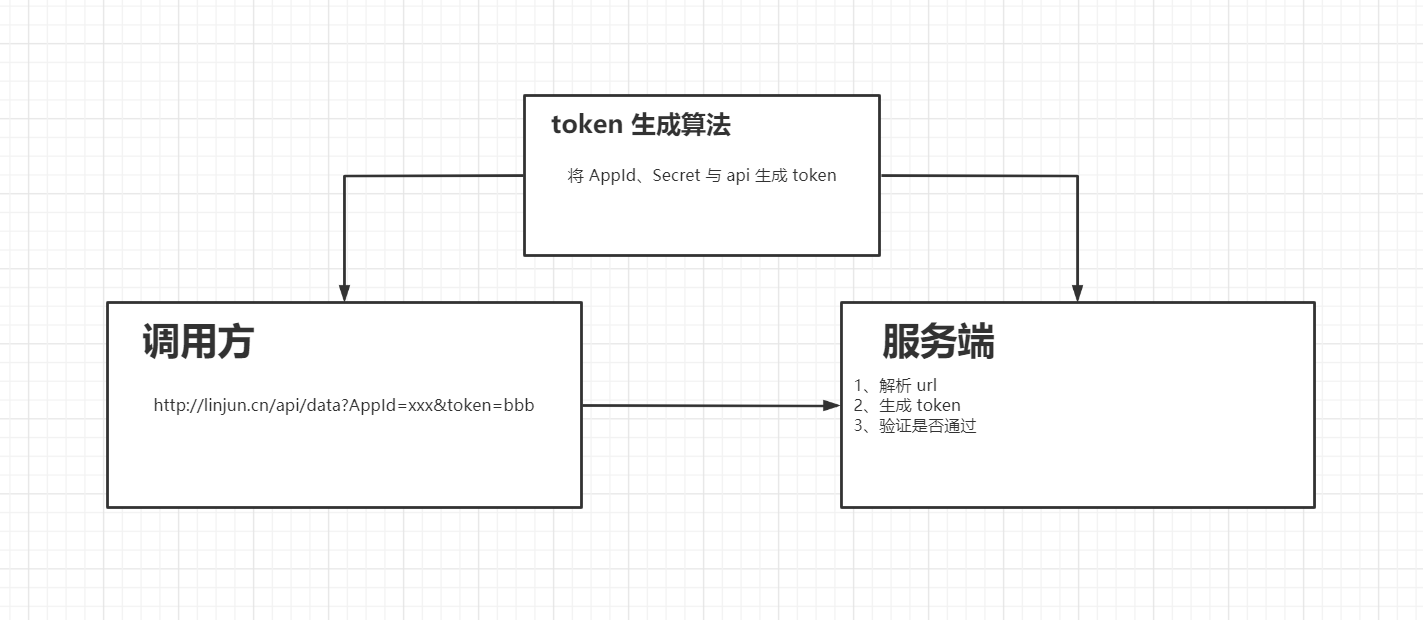 token 生成算法
将 AppId、Secret 与 api 生成 token
调用方
http://linjun.cn/api/data?AppId=xxx&token=bbb
服务端
1、解析 url
2、生成 token
3、验证是否通过